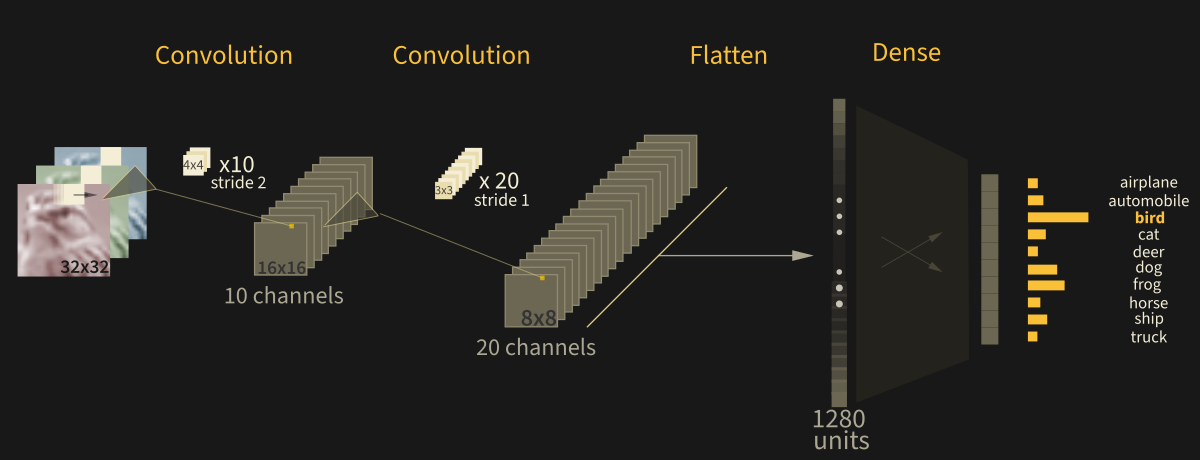 Convolution
Convolution
Flatten
Dense
4x4
x10
stride 2
3x3
x 20
stride 1
32x32
16x16
10 channels
8x8
20 channels
1280
units
airplane
automobile
bird
cat
deer
dog
frog
horse
ship
truck